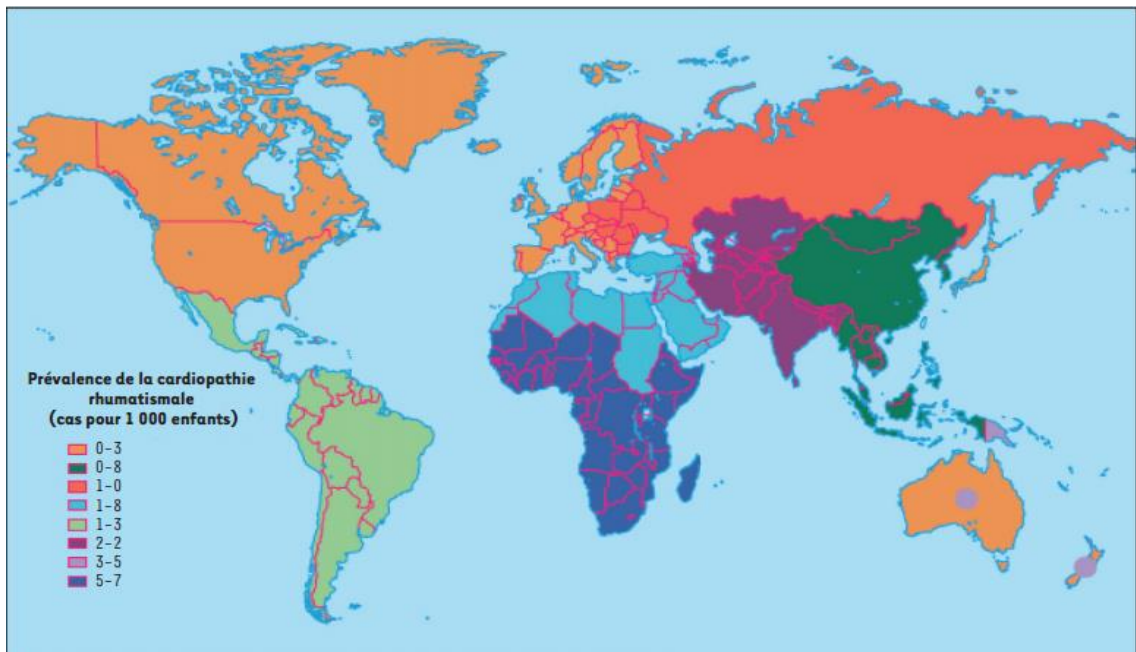 Prévalence de la cardiopathie
rhumatismale
(cas pour 1 000 enfants)
0-3
0-8
1-0
1-8
1-3
2-2
3-5
5-7